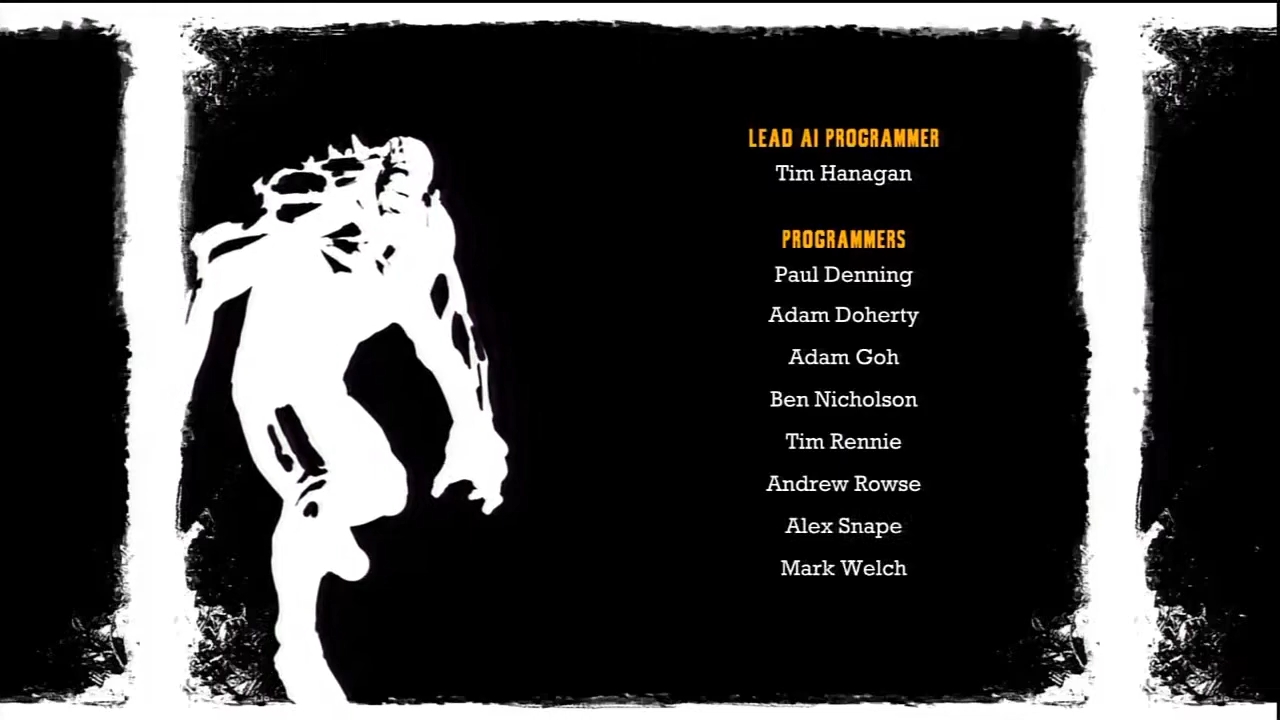 LEAD AI PROGRAMMER
Tim Hanagan
PROGRAMMERS
Paul Denning
Adam Doherty
Adam Goh
Ben Nicholson
Tim Rennie
Andrew Rowse
Alex Snape
Mark Welch